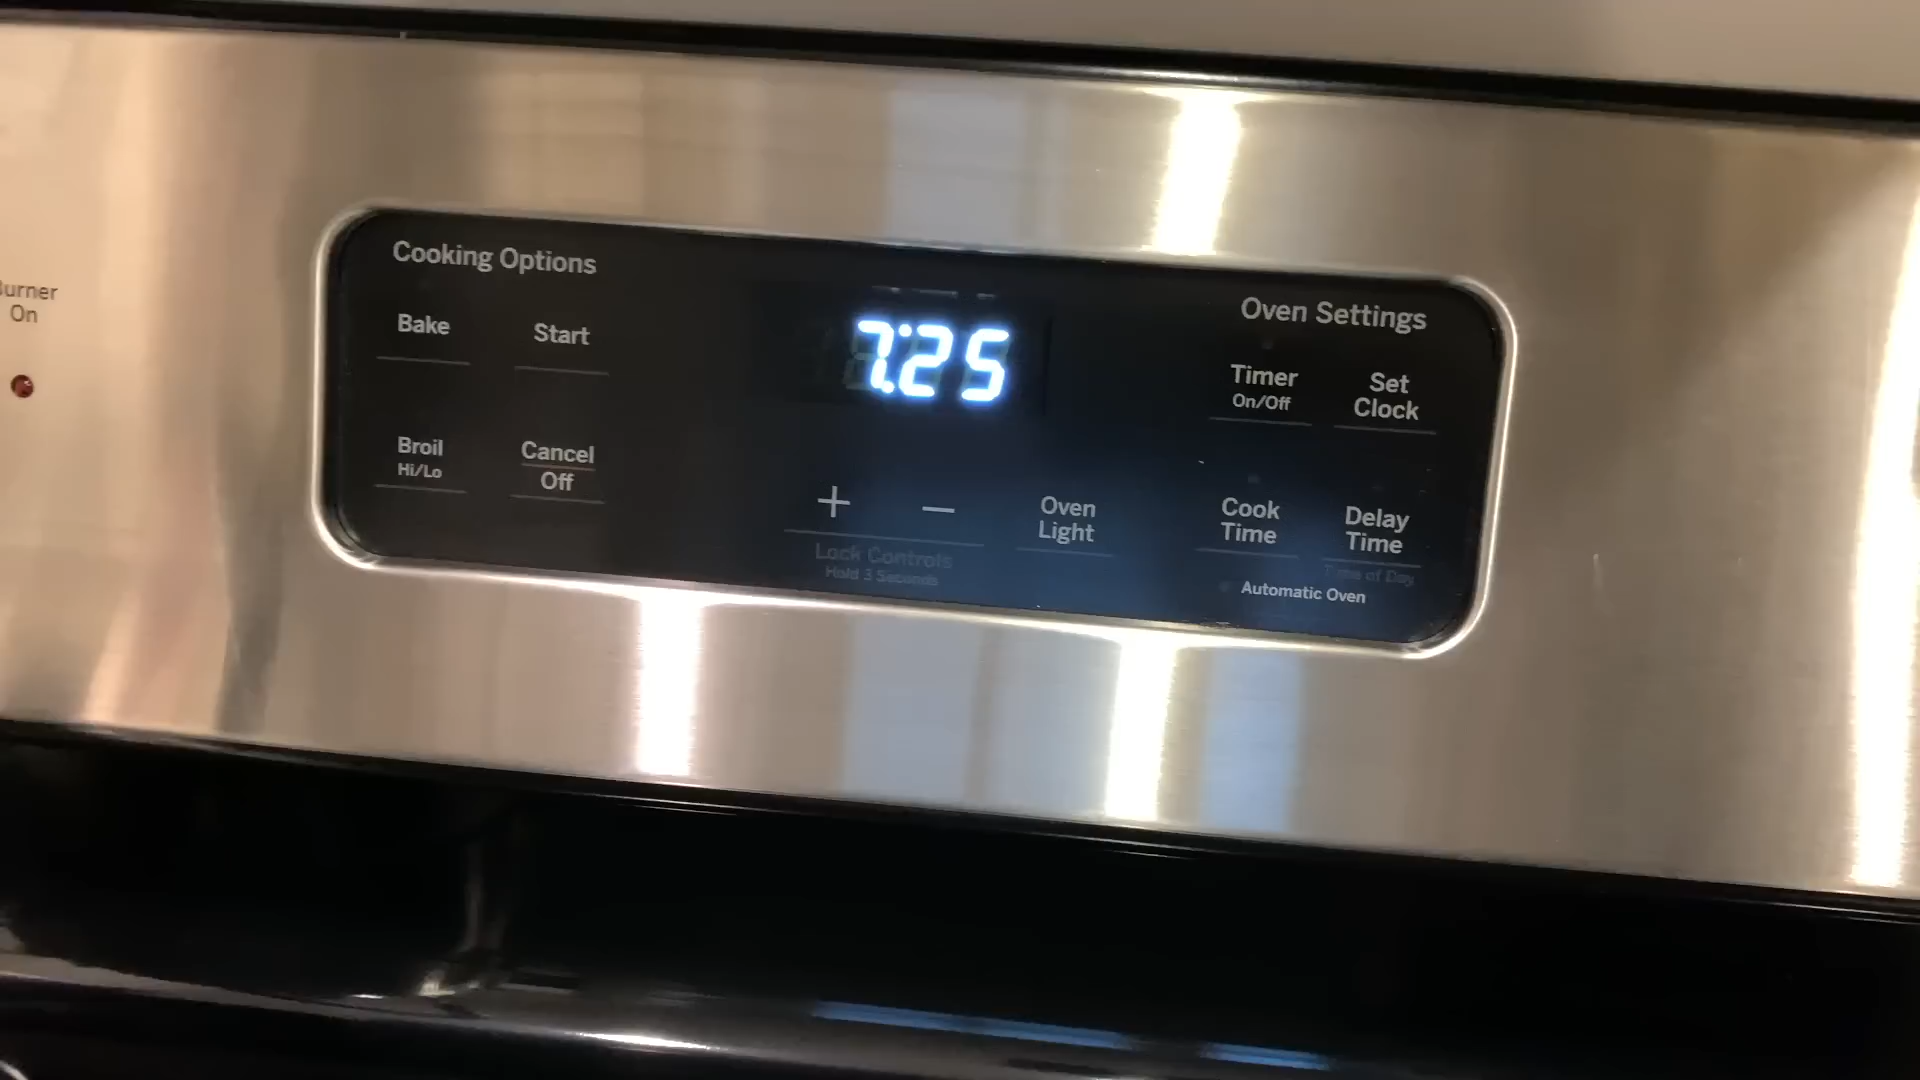 Burner
On
Cooking Options
Bake
Start
Broil
Hi/Lo
Cancel
Off
7:25
+
−
Lock Controls
Hold 3 Seconds
Oven
Light
Oven Settings
Timer
On/Off
Set
Clock
Cook
Time
Delay
Time
Time of Day
Automatic Oven